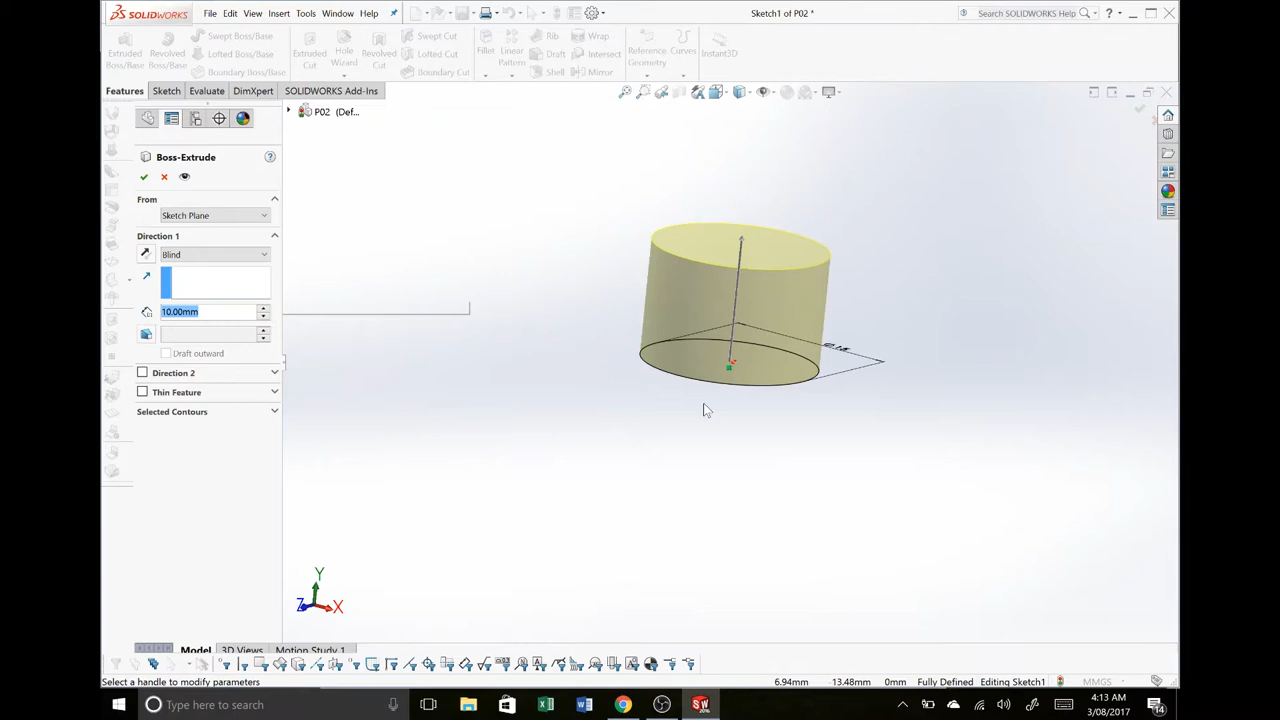 SOLIDWORKS File Edit View Insert Tools Window Help Sketch1 of P02 * Search SOLIDWORKS Help
Extruded Boss/Base Revolved Boss/Base Swept Boss/Base Lofted Boss/Base Boundary Boss/Base Extruded Cut Hole Wizard Revolved Cut Swept Cut Lofted Cut Boundary Cut Fillet Linear Pattern Rib Draft Shell Wrap Intersect Mirror Reference Geometry Curves Instant3D
Features Sketch Evaluate DimXpert SOLIDWORKS Add-Ins
P02 (Def...
Boss-Extrude
From
Sketch Plane
Direction 1
Blind
10.00mm
Draft outward
Direction 2
Thin Feature
Selected Contours
Y
Z X
Model 3D Views Motion Study 1
Select a handle to modify parameters 6.94mm -13.48mm 0mm Fully Defined Editing Sketch1 MMGS
Type here to search 4:13 AM
3/08/2017 14